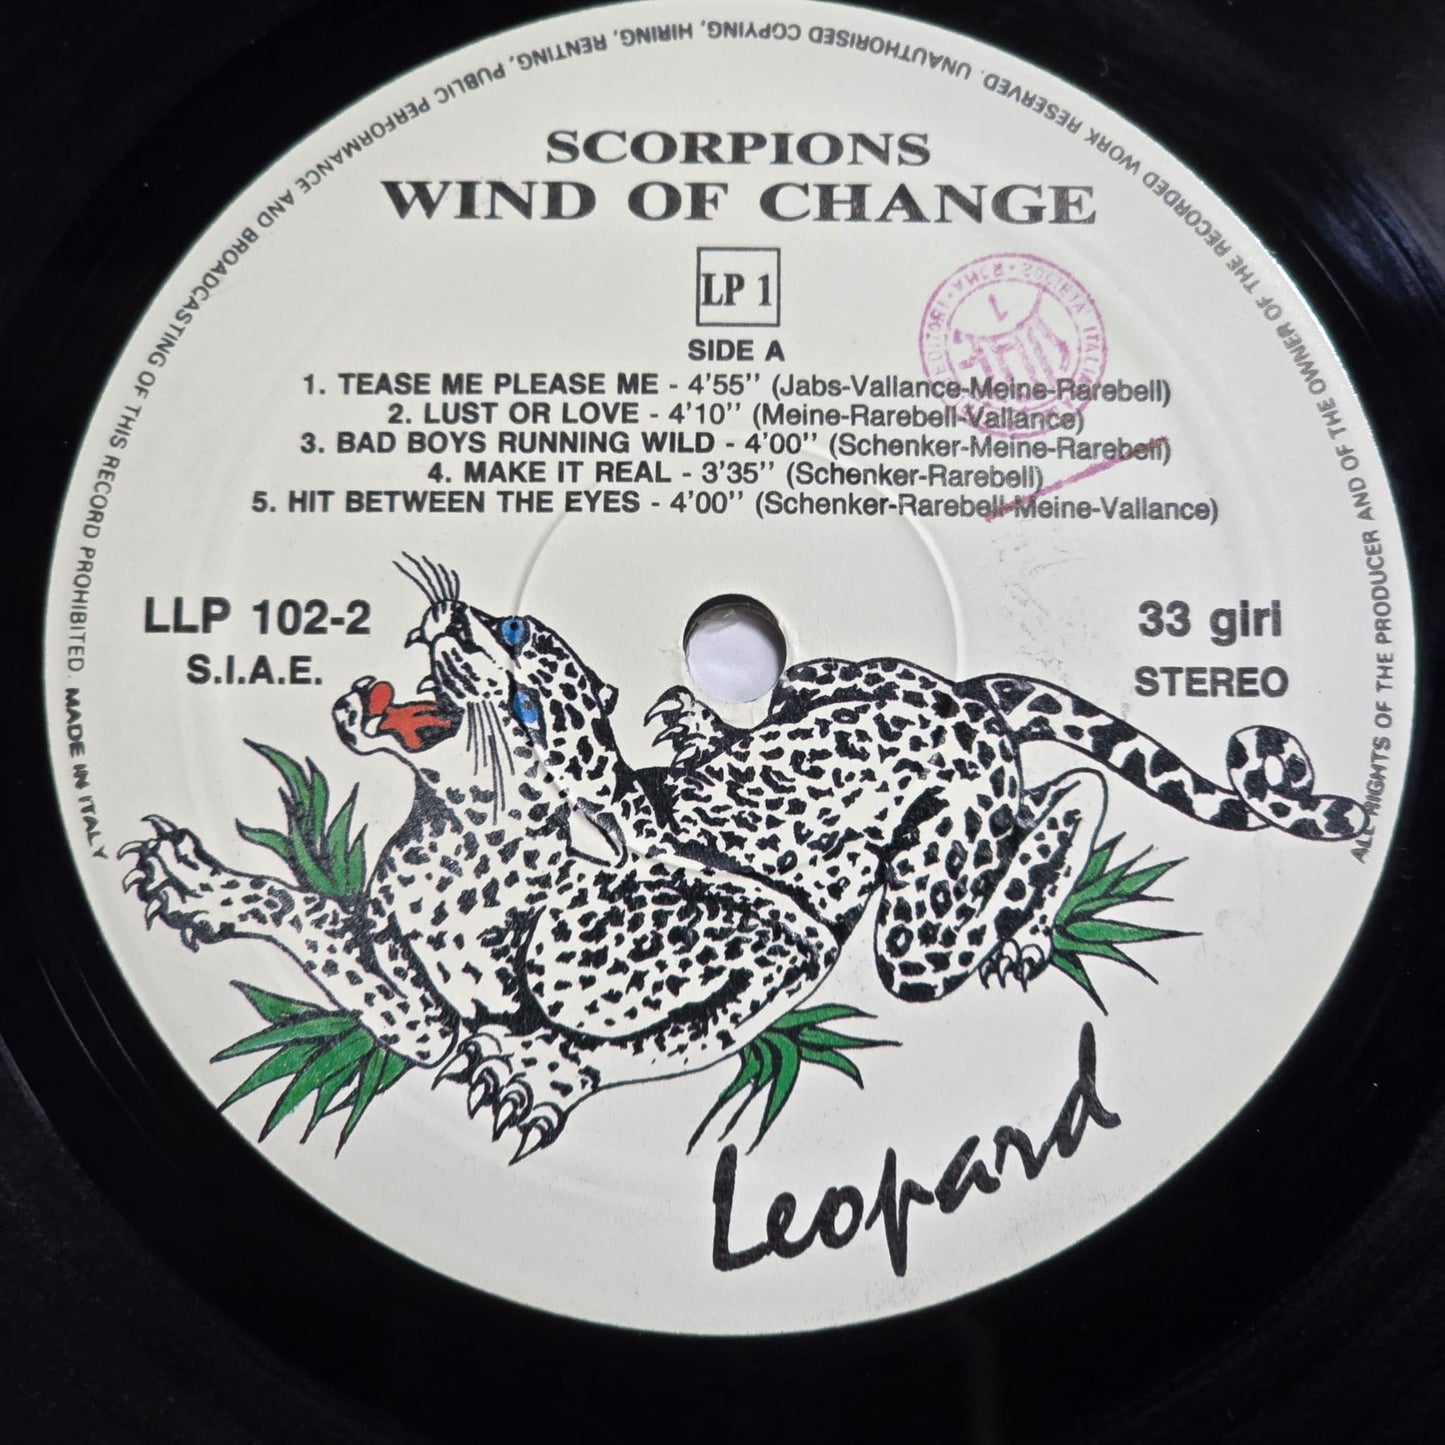 SCORPIONS
WIND OF CHANGE
LP 1
SIDE A
1. TEASE ME PLEASE ME - 4'55'' (Jabs-Vallance-Meine-Rarebell)
2. LUST OR LOVE - 4'10'' (Meine-Rarebell-Vallance)
3. BAD BOYS RUNNING WILD - 4'00'' (Schenker-Meine-Rarebell)
4. MAKE IT REAL - 3'35'' (Schenker-Rarebell)
5. HIT BETWEEN THE EYES - 4'00'' (Schenker-Rarebell-Meine-Vallance)
LLP 102-2
S.I.A.E.
33 giri
STEREO
Leopard
ALL RIGHTS OF THE PRODUCER AND OF THE OWNER OF THE RECORDED WORK RESERVED. UNAUTHORISED COPYING, HIRING, RENTING, PUBLIC PERFORMANCE AND BROADCASTING OF THIS RECORD PROHIBITED. MADE IN ITALY